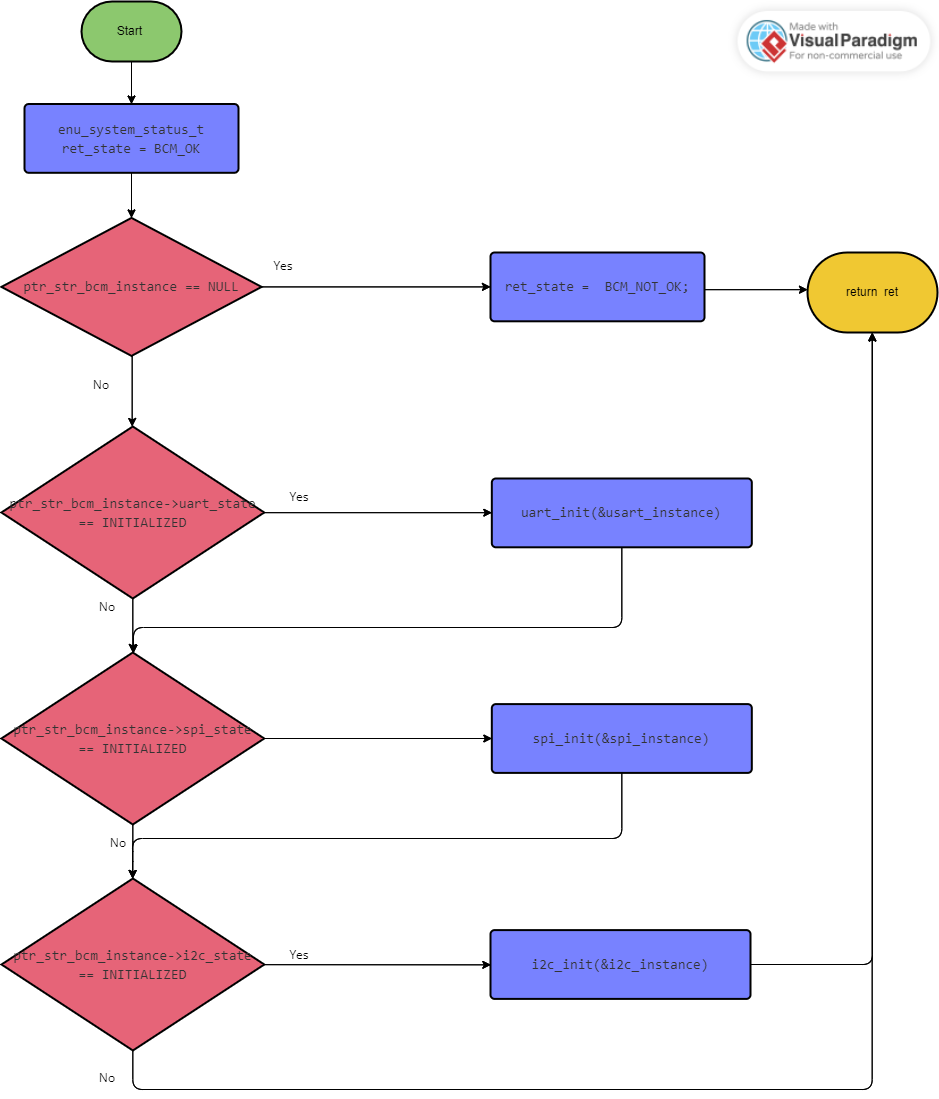 Start
Made with
VisualParadigm
For non-commercial use
enu_system_status_t
ret_state = BCM_OK
ptr_str_bcm_instance == NULL
Yes
ret_state =  BCM_NOT_OK;
return ret
No
ptr_str_bcm_instance->uart_state
== INITIALIZED
Yes
uart_init(&usart_instance)
No
ptr_str_bcm_instance->spi_state
== INITIALIZED
spi_init(&spi_instance)
No
ptr_str_bcm_instance->i2c_state
== INITIALIZED
Yes
i2c_init(&i2c_instance)
No